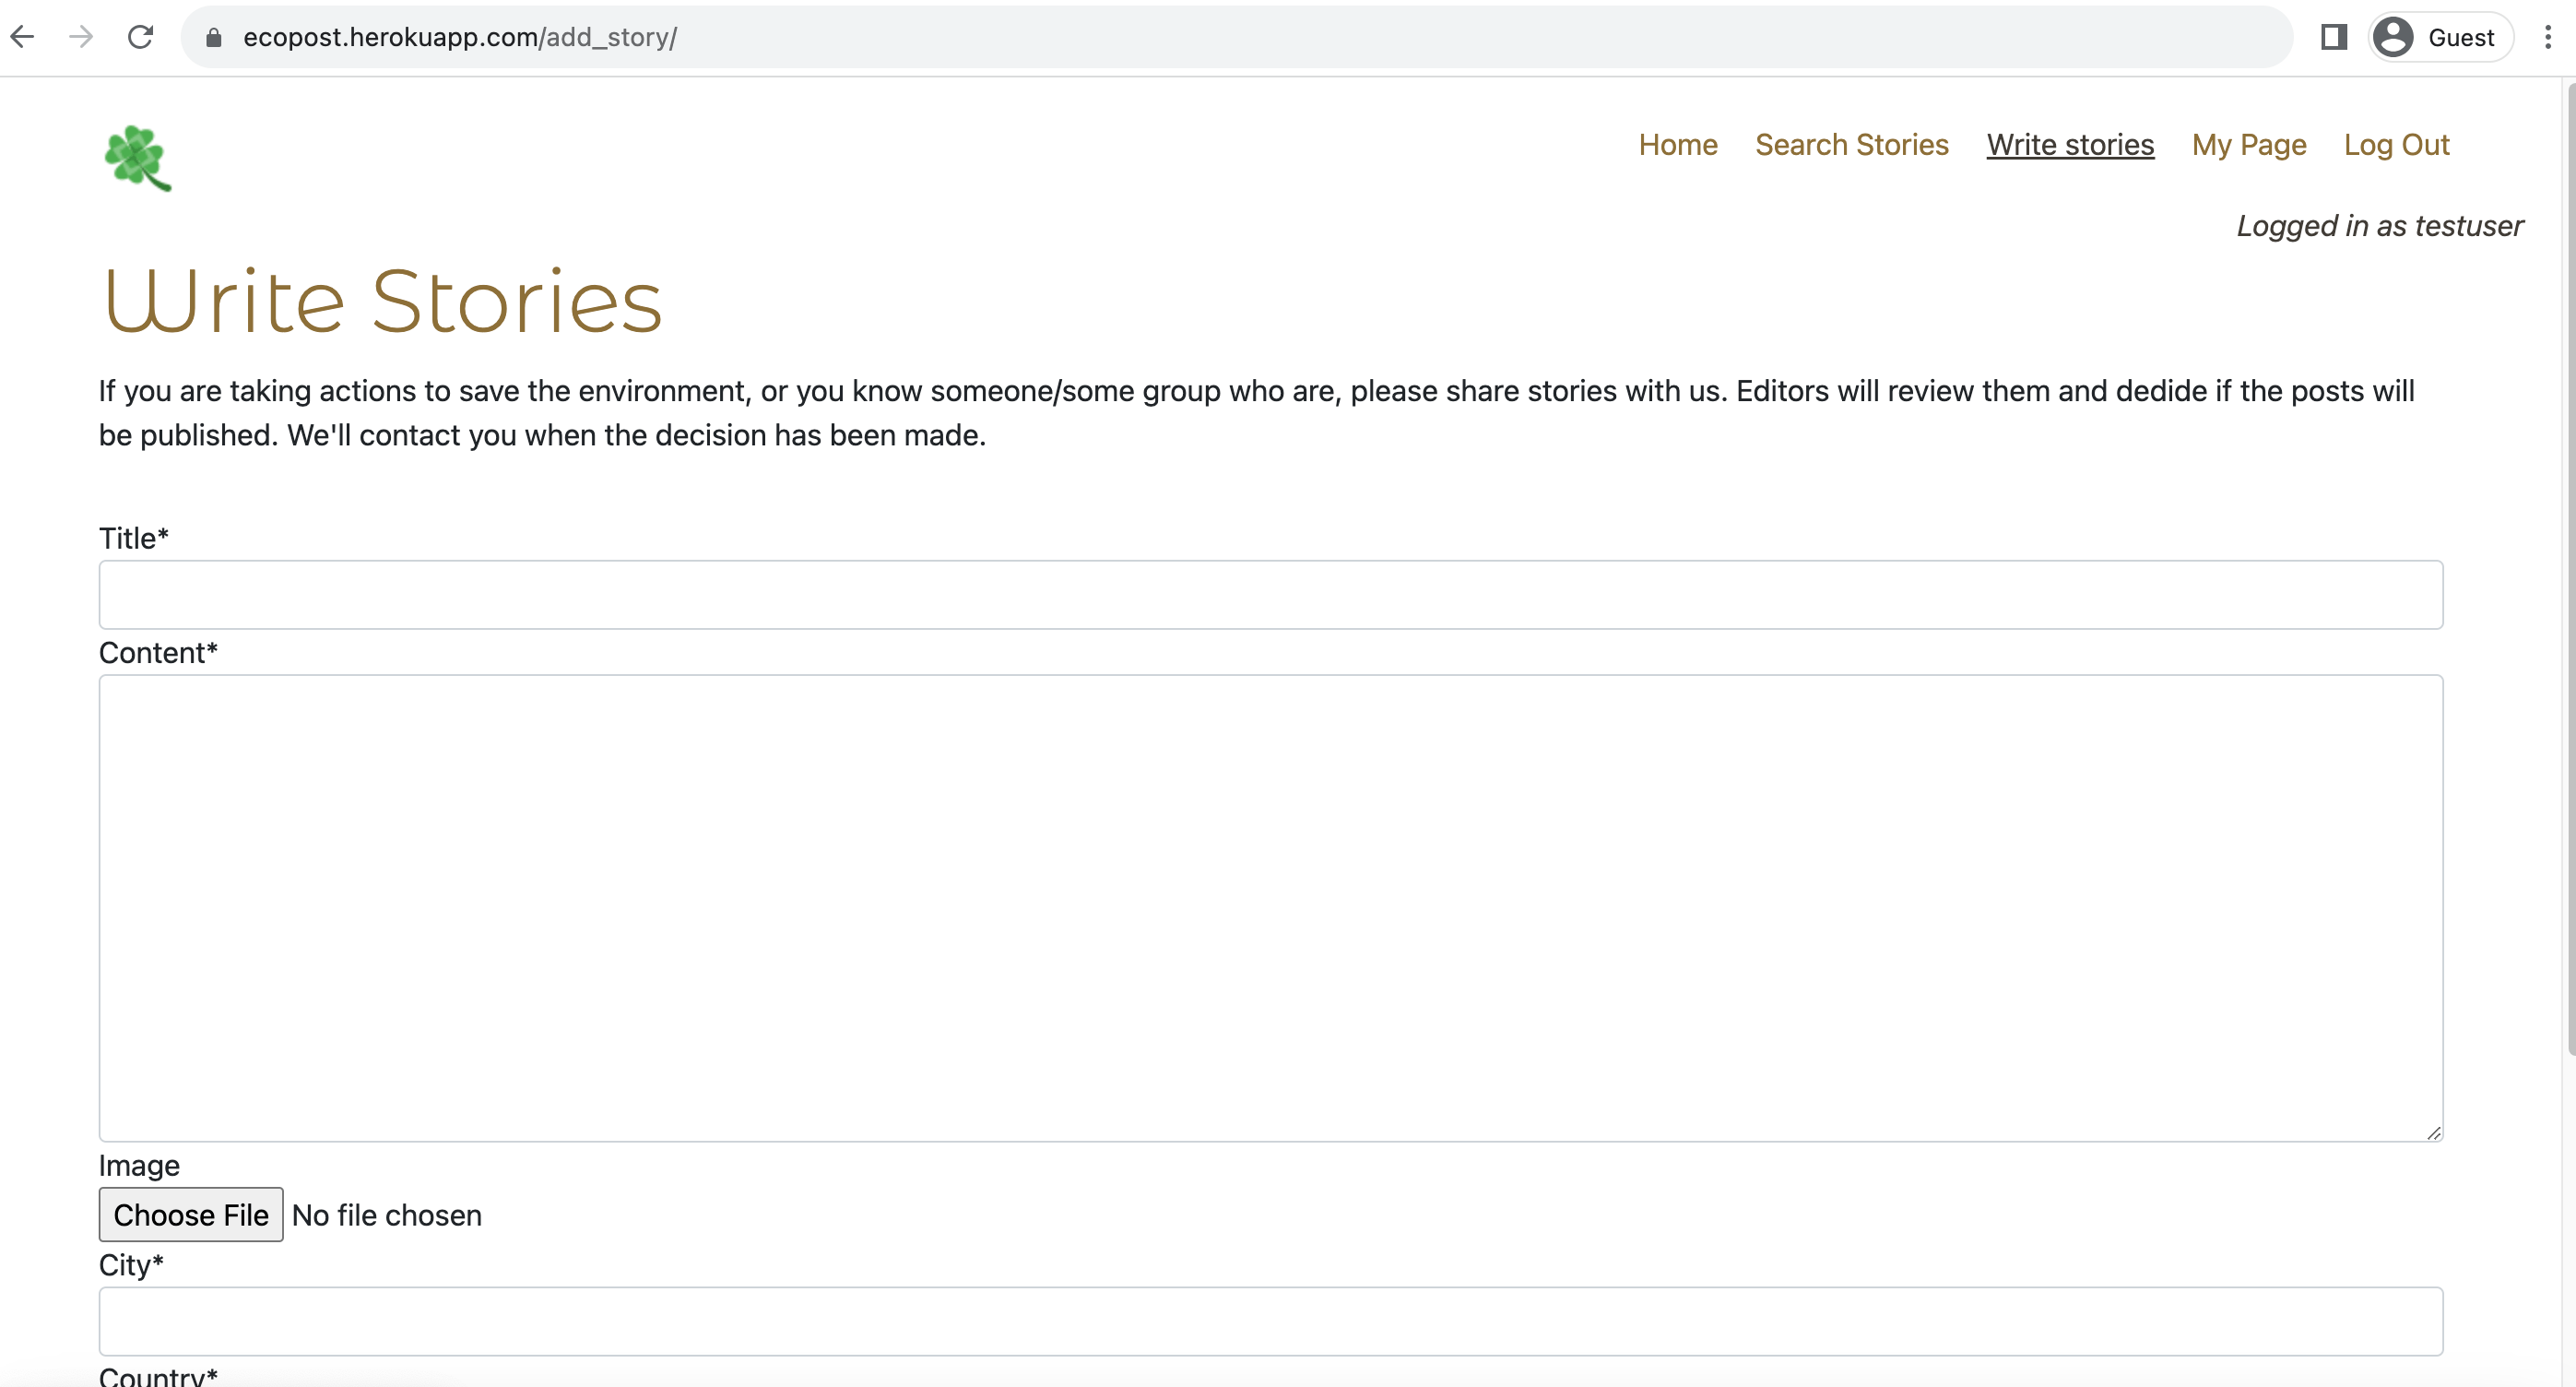 ecopost.herokuapp.com/add_story/
Guest
Home Search Stories Write stories My Page Log Out
Logged in as testuser
Write Stories
If you are taking actions to save the environment, or you know someone/some group who are, please share stories with us. Editors will review them and dedide if the posts will
be published. We'll contact you when the decision has been made.
Title*
Content*
Image
Choose File No file chosen
City*
Country*